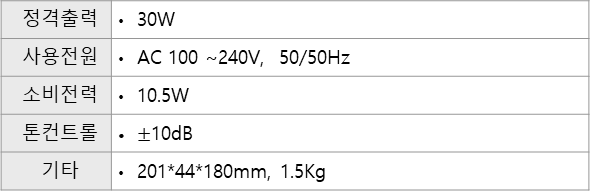 정격출력 • 30W
사용전원 • AC 100 ~240V, 50/50Hz
소비전력 • 10.5W
톤컨트롤 • ±10dB
기타 • 201*44*180mm, 1.5Kg